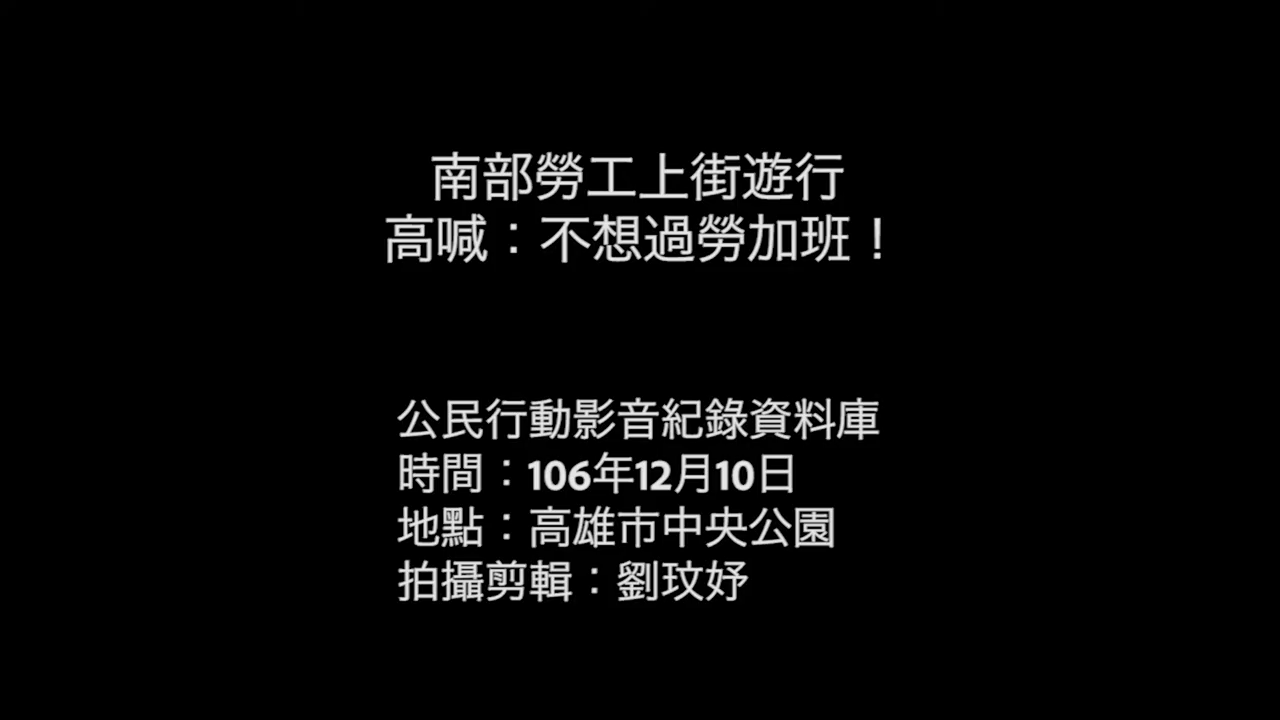 南部勞工上街遊行
高喊：不想過勞加班！
公民行動影音紀錄資料庫
時間：106年12月10日
地點：高雄市中央公園
拍攝剪輯：劉玟妤